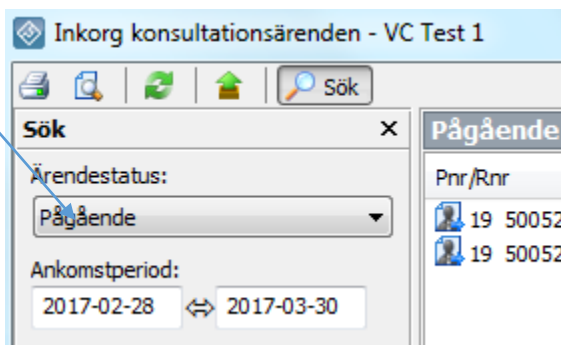 Inkorg konsultationsärenden - VC Test 1
Sök
Sök
Ärendestatus:
Pågående
Ankomstperiod:
2017-02-28 2017-03-30
Pågående
Pnr/Rnr
19 50052
19 50052